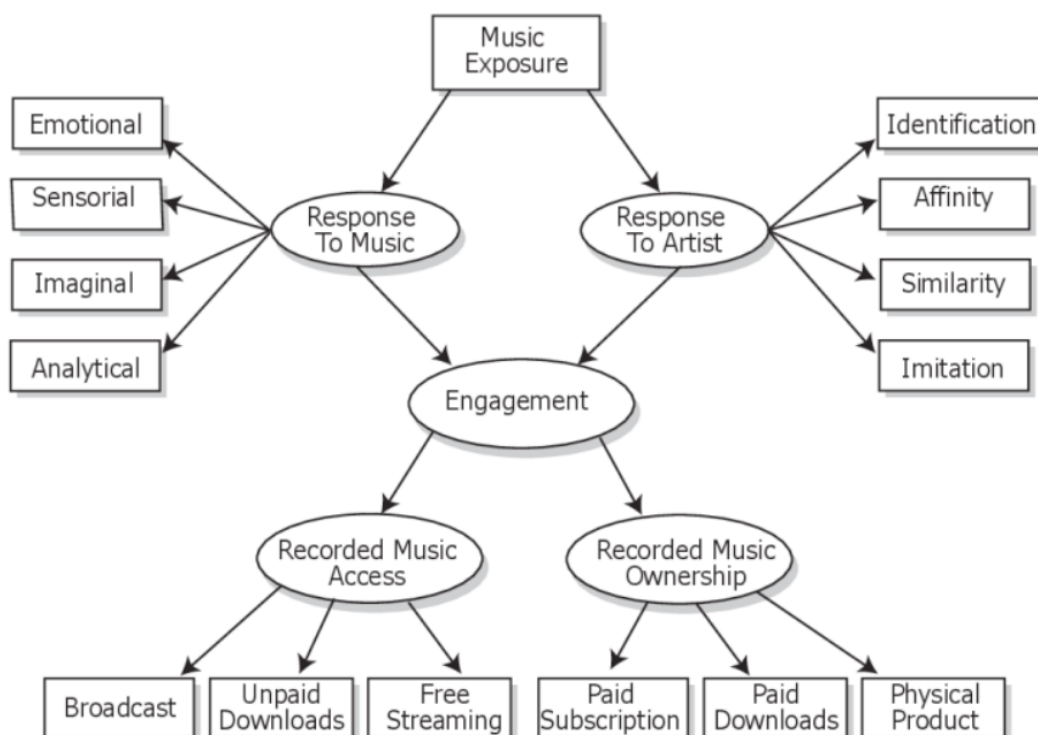 Music
Exposure
Emotional
Identification
Sensorial
Affinity
Response
To Music
Response
To Artist
Imaginal
Similarity
Analytical
Imitation
Engagement
Recorded Music
Access
Recorded Music
Ownership
Broadcast
Unpaid
Downloads
Free
Streaming
Paid
Subscription
Paid
Downloads
Physical
Product